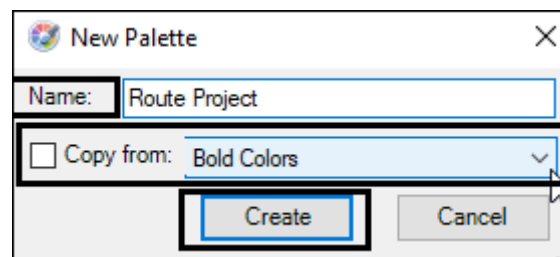 New Palette
Name: Route Project
Copy from: Bold Colors
Create Cancel